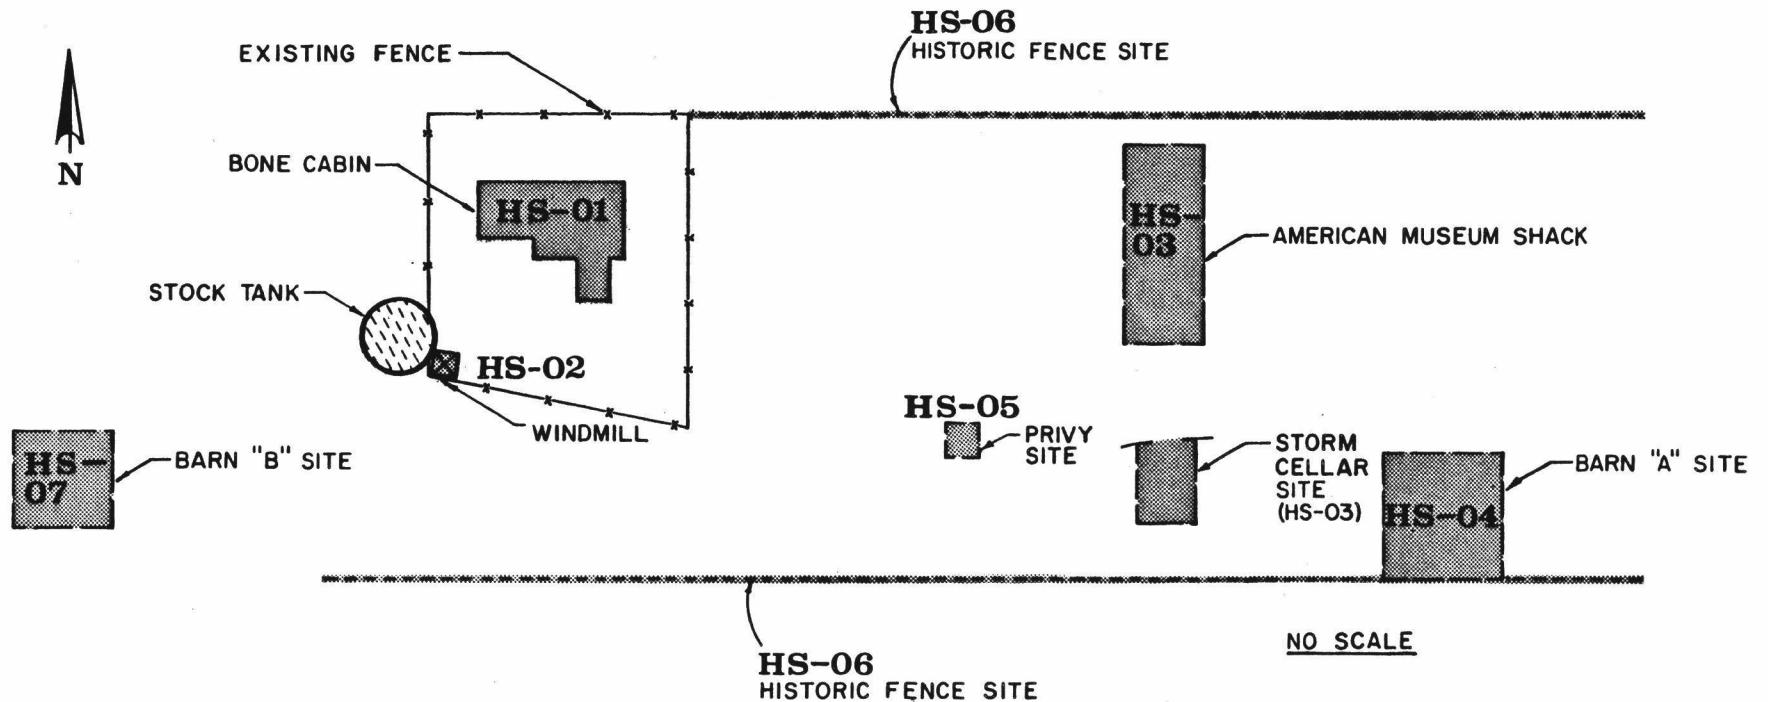 HS-06
HISTORIC FENCE SITE
EXISTING FENCE
N
BONE CABIN
HS-01
HS-
03
AMERICAN MUSEUM SHACK
STOCK TANK
HS-02
WINDMILL
HS-05
PRIVY
SITE
STORM
CELLAR
SITE
(HS-03)
BARN "A" SITE
HS-04
HS-
07
BARN "B" SITE
HS-06
HISTORIC FENCE SITE
NO SCALE